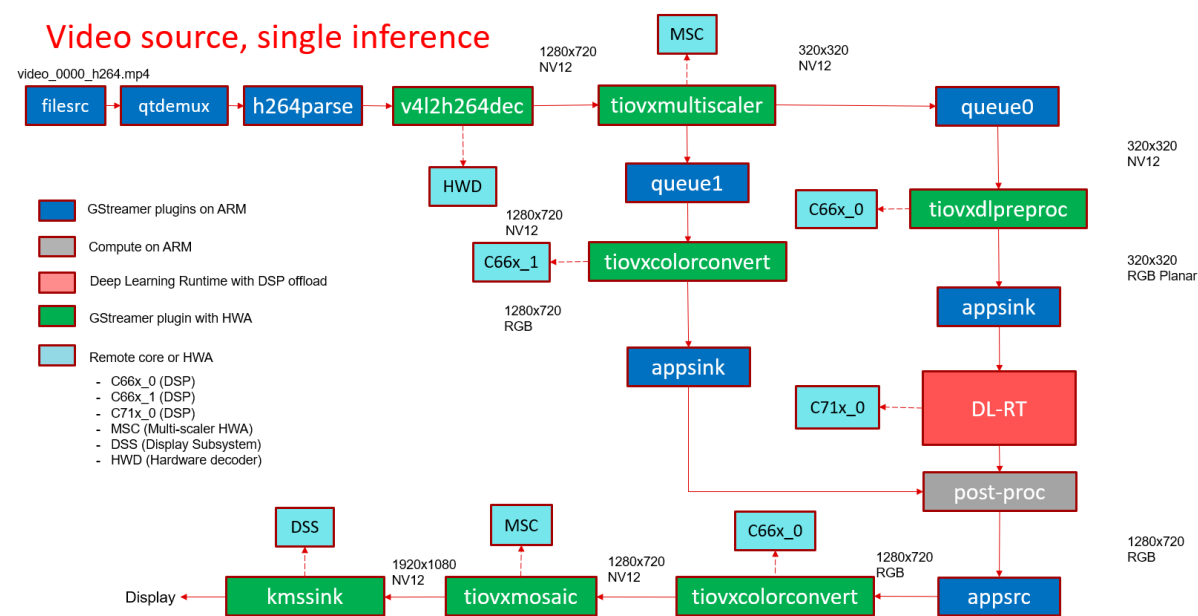 Video source, single inference
video_0000_h264.mp4
filesrc
qtdemux
h264parse
v4l2h264dec
HWD
1280x720
NV12
tiovxmultiscaler
MSC
320x320
NV12
queue0
320x320
NV12
queue1
1280x720
NV12
C66x_1
tiovxcolorconvert
1280x720
RGB
appsink
C66x_0
tiovxdlpreproc
320x320
RGB Planar
appsink
C71x_0
DL-RT
post-proc
1280x720
RGB
GStreamer plugins on ARM
Compute on ARM
Deep Learning Runtime with DSP offload
GStreamer plugin with HWA
Remote core or HWA
- C66x_0 (DSP)
- C66x_1 (DSP)
- C71x_0 (DSP)
- MSC (Multi-scaler HWA)
- DSS (Display Subsystem)
- HWD (Hardware decoder)
DSS
MSC
C66x_0
Display
kmssink
1920x1080
NV12
tiovxmosaic
1280x720
NV12
tiovxcolorconvert
1280x720
RGB
appsrc